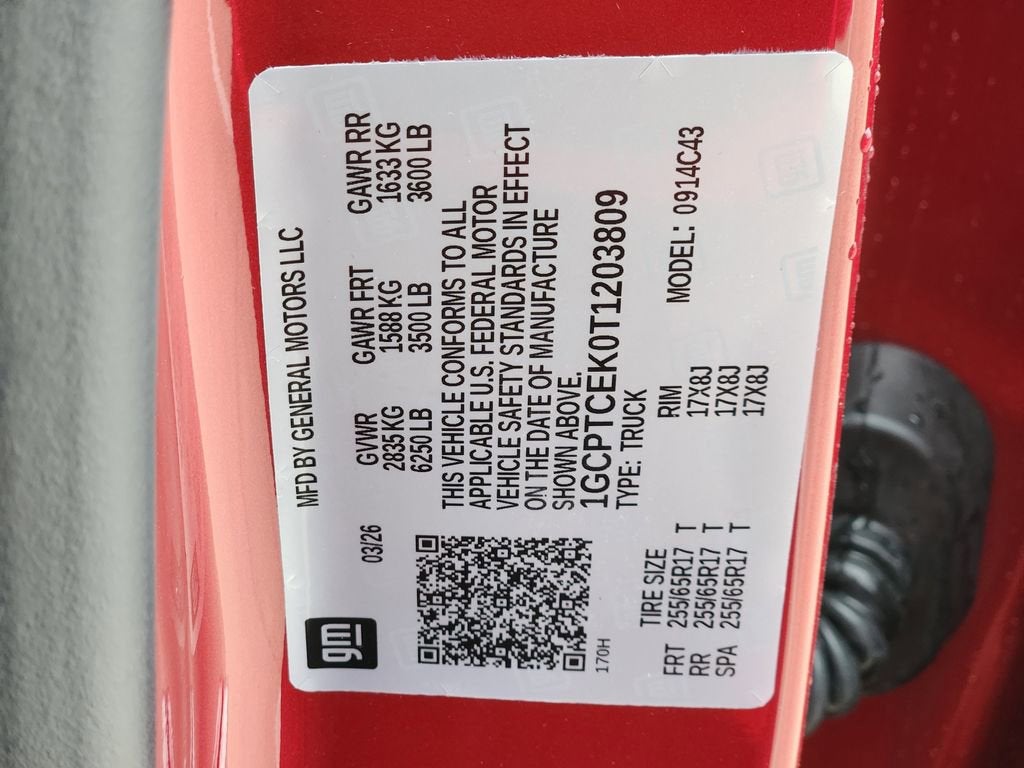 gm
MFD BY GENERAL MOTORS LLC
03/26
GVWR GAWR FRT GAWR RR
2835 KG 1588 KG 1633 KG
6250 LB 3500 LB 3600 LB
THIS VEHICLE CONFORMS TO ALL
APPLICABLE U.S. FEDERAL MOTOR
VEHICLE SAFETY STANDARDS IN EFFECT
ON THE DATE OF MANUFACTURE
SHOWN ABOVE.
1GCPTCEK0T1203809
TYPE: TRUCK
170H
TIRE SIZE RIM MODEL: 0914C43
FRT 255/65R17 T 17X8J
RR 255/65R17 T 17X8J
SPA 255/65R17 T 17X8J